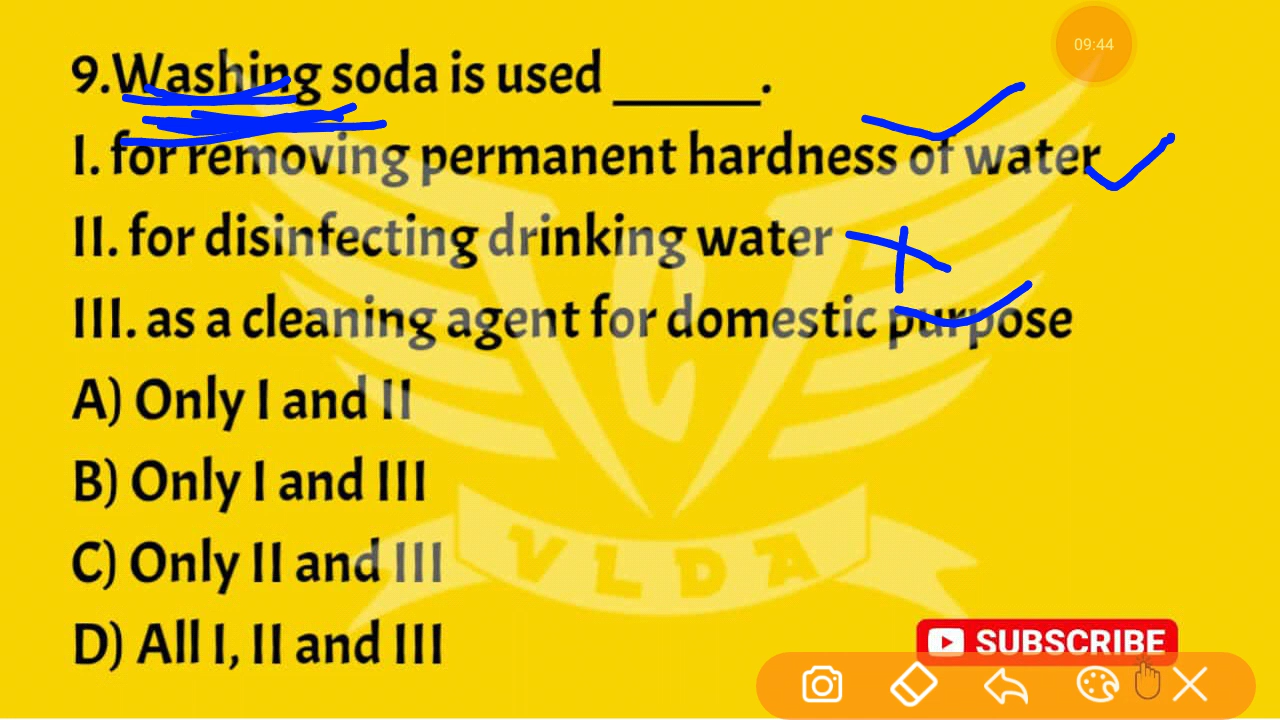 09:44
9.Washing soda is used ______.
I. for removing permanent hardness of water
II. for disinfecting drinking water
III. as a cleaning agent for domestic purpose
A) Only I and II
B) Only I and III
C) Only II and III
D) All I, II and III
VLDA
SUBSCRIBE